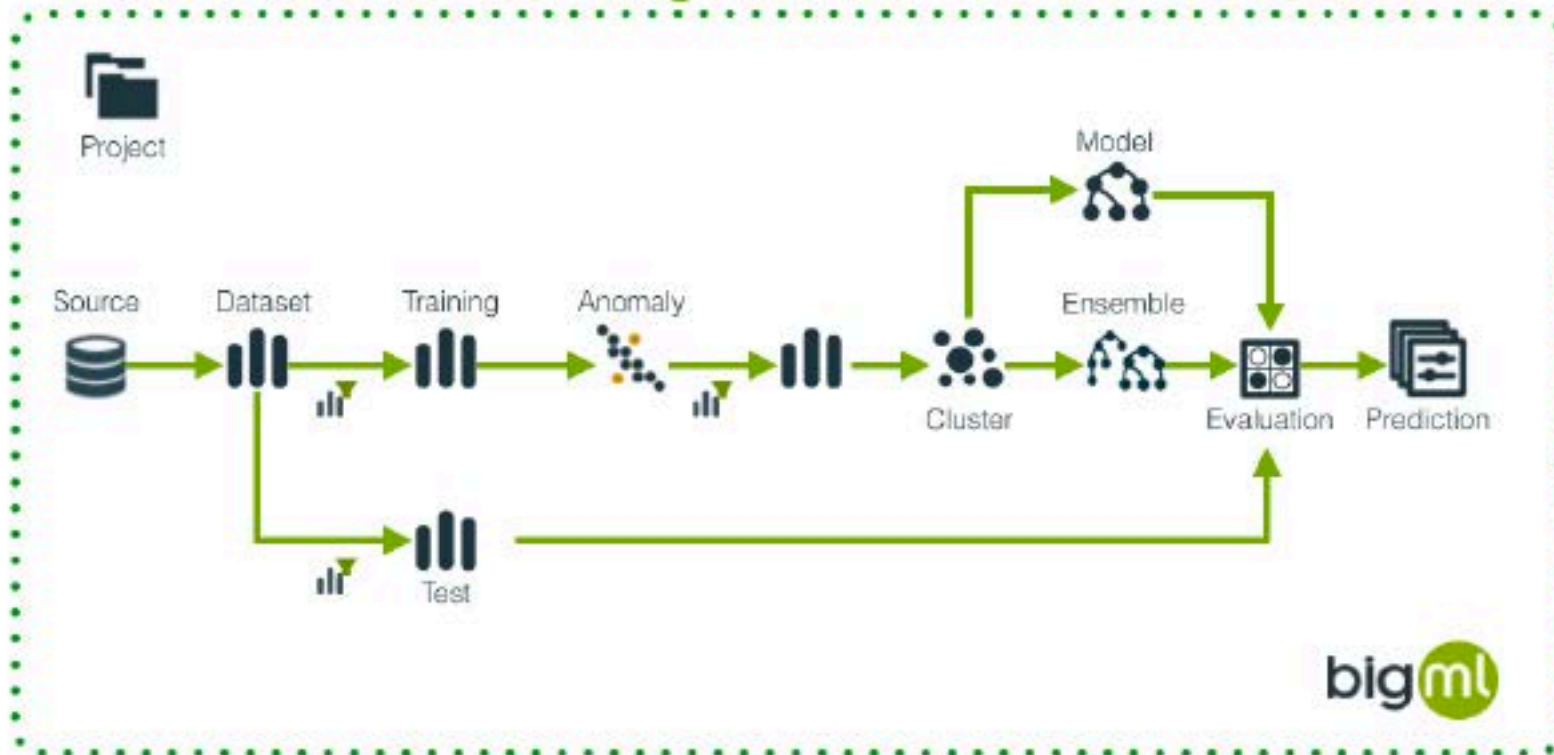 Project
Model
Source
Dataset
Training
Anomaly
Ensemble
Cluster
Evaluation
Prediction
Test
bigml